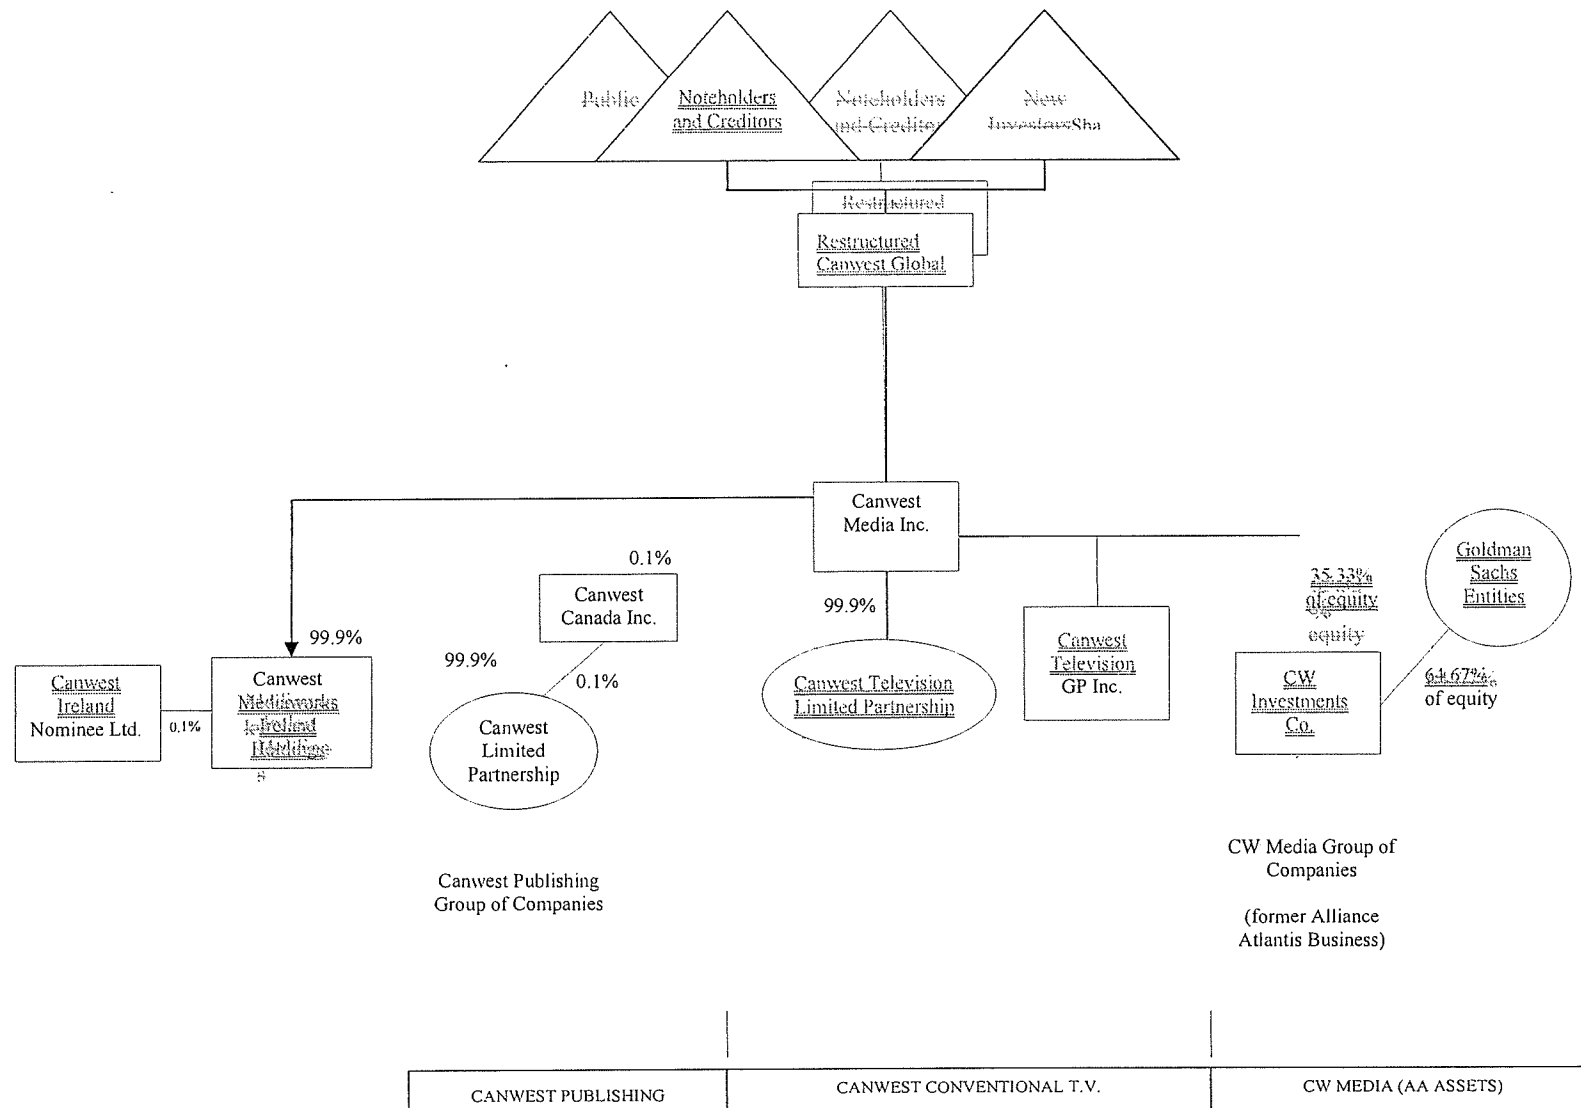 Public
Noteholders
and Creditors
Noteholders
and Creditor
New
InvestorsSha
Restructured
Restructured
Canwest Global
Canwest
Media Inc.
0.1%
Canwest
Canada Inc.
99.9%
99.9%
0.1%
Canwest
Ireland
Nominee Ltd.
0.1%
Canwest
Mediaworks
Ireland
Holdings
s
Canwest
Limited
Partnership
99.9%
Canwest Television
Limited Partnership
Canwest
Television
GP Inc.
35.33%
of equity
%
equity
Goldman
Sachs
Entities
CW
Investments
Co.
64.67%
of equity
Canwest Publishing
Group of Companies
CW Media Group of
Companies
(former Alliance
Atlantis Business)
CANWEST PUBLISHING
CANWEST CONVENTIONAL T.V.
CW MEDIA (AA ASSETS)